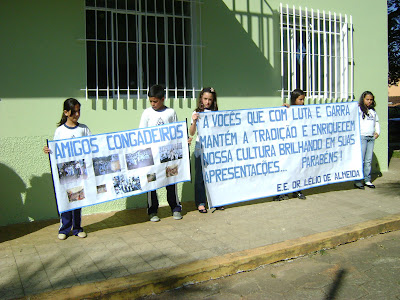 AMIGOS CONGADEIROS
A VOCÊS QUE COM LUTA E GARRA
MANTÉM A TRADIÇÃO E ENRIQUECEM
NOSSA CULTURA BRILHANDO EM SUAS
APRESENTAÇÕES... PARABÉNS!
E.E. DR. LÉLIO DE ALMEIDA